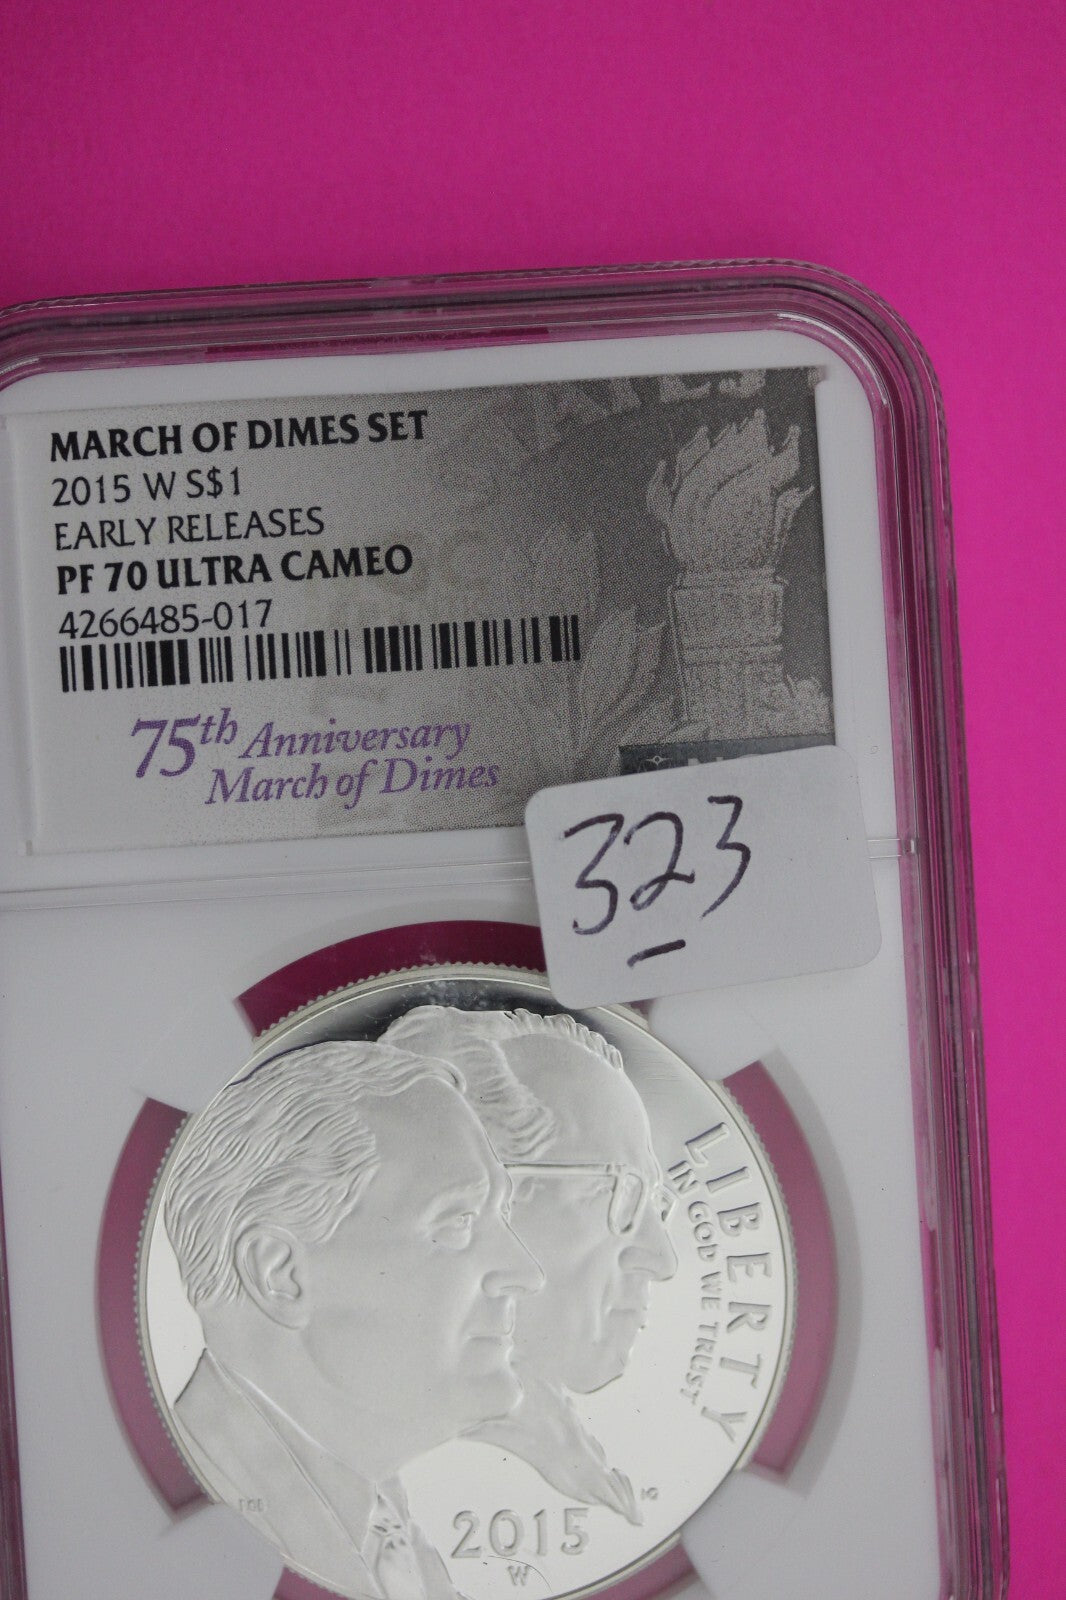 MARCH OF DIMES SET
2015 W S$1
EARLY RELEASES
PF 70 ULTRA CAMEO
4266485-017
75th Anniversary
March of Dimes
323
LIBERTY
IN GOD WE TRUST
2015
W